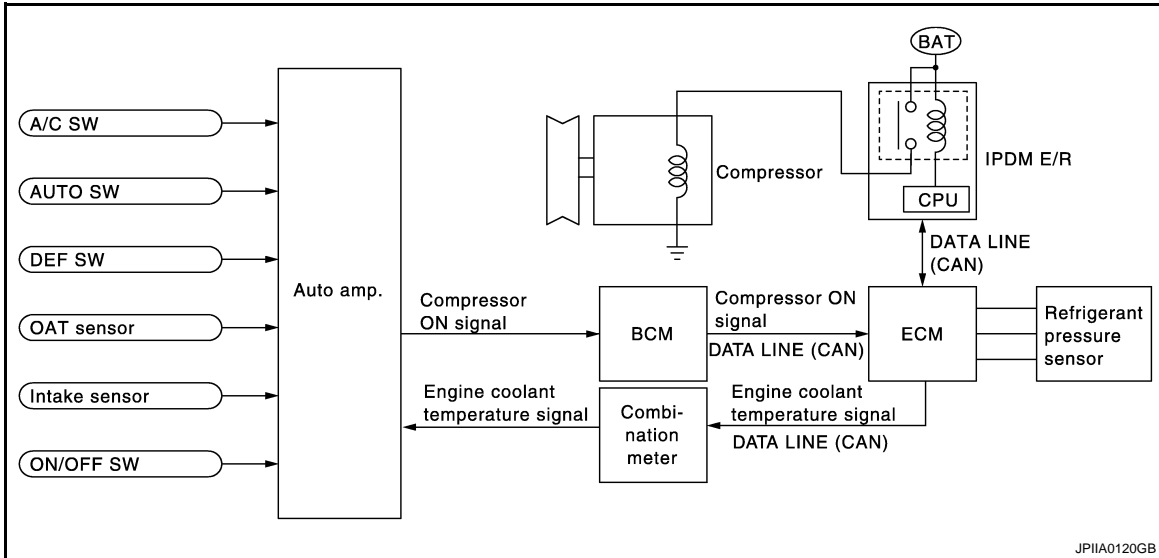 BAT
A/C SW
AUTO SW
DEF SW
OAT sensor
Intake sensor
ON/OFF SW
Auto amp.
Compressor
IPDM E/R
CPU
DATA LINE
(CAN)
Compressor
ON signal
BCM
Compressor ON
signal
DATA LINE (CAN)
ECM
Refrigerant
pressure
sensor
Engine coolant
temperature signal
Combi-
nation
meter
Engine coolant
temperature signal
DATA LINE (CAN)
JPIIA0120GB